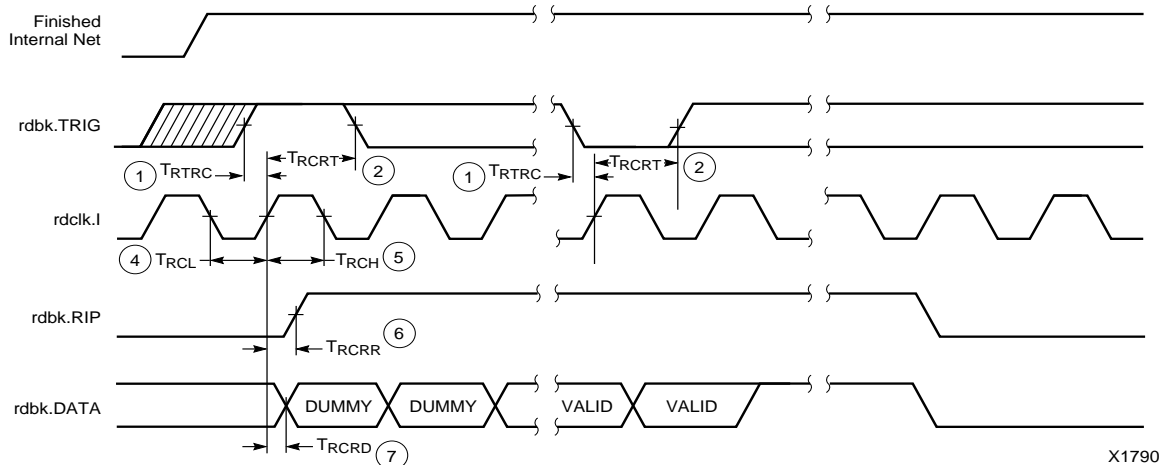 Finished
Internal Net
rdbk.TRIG
TRCRT
2
TRCRT
2
1
TRTRC
1
TRTRC
rdclk.I
4
TRCL
TRCH
5
rdbk.RIP
6
TRCRR
rdbk.DATA
DUMMY
DUMMY
VALID
VALID
TRCRD
7
X1790